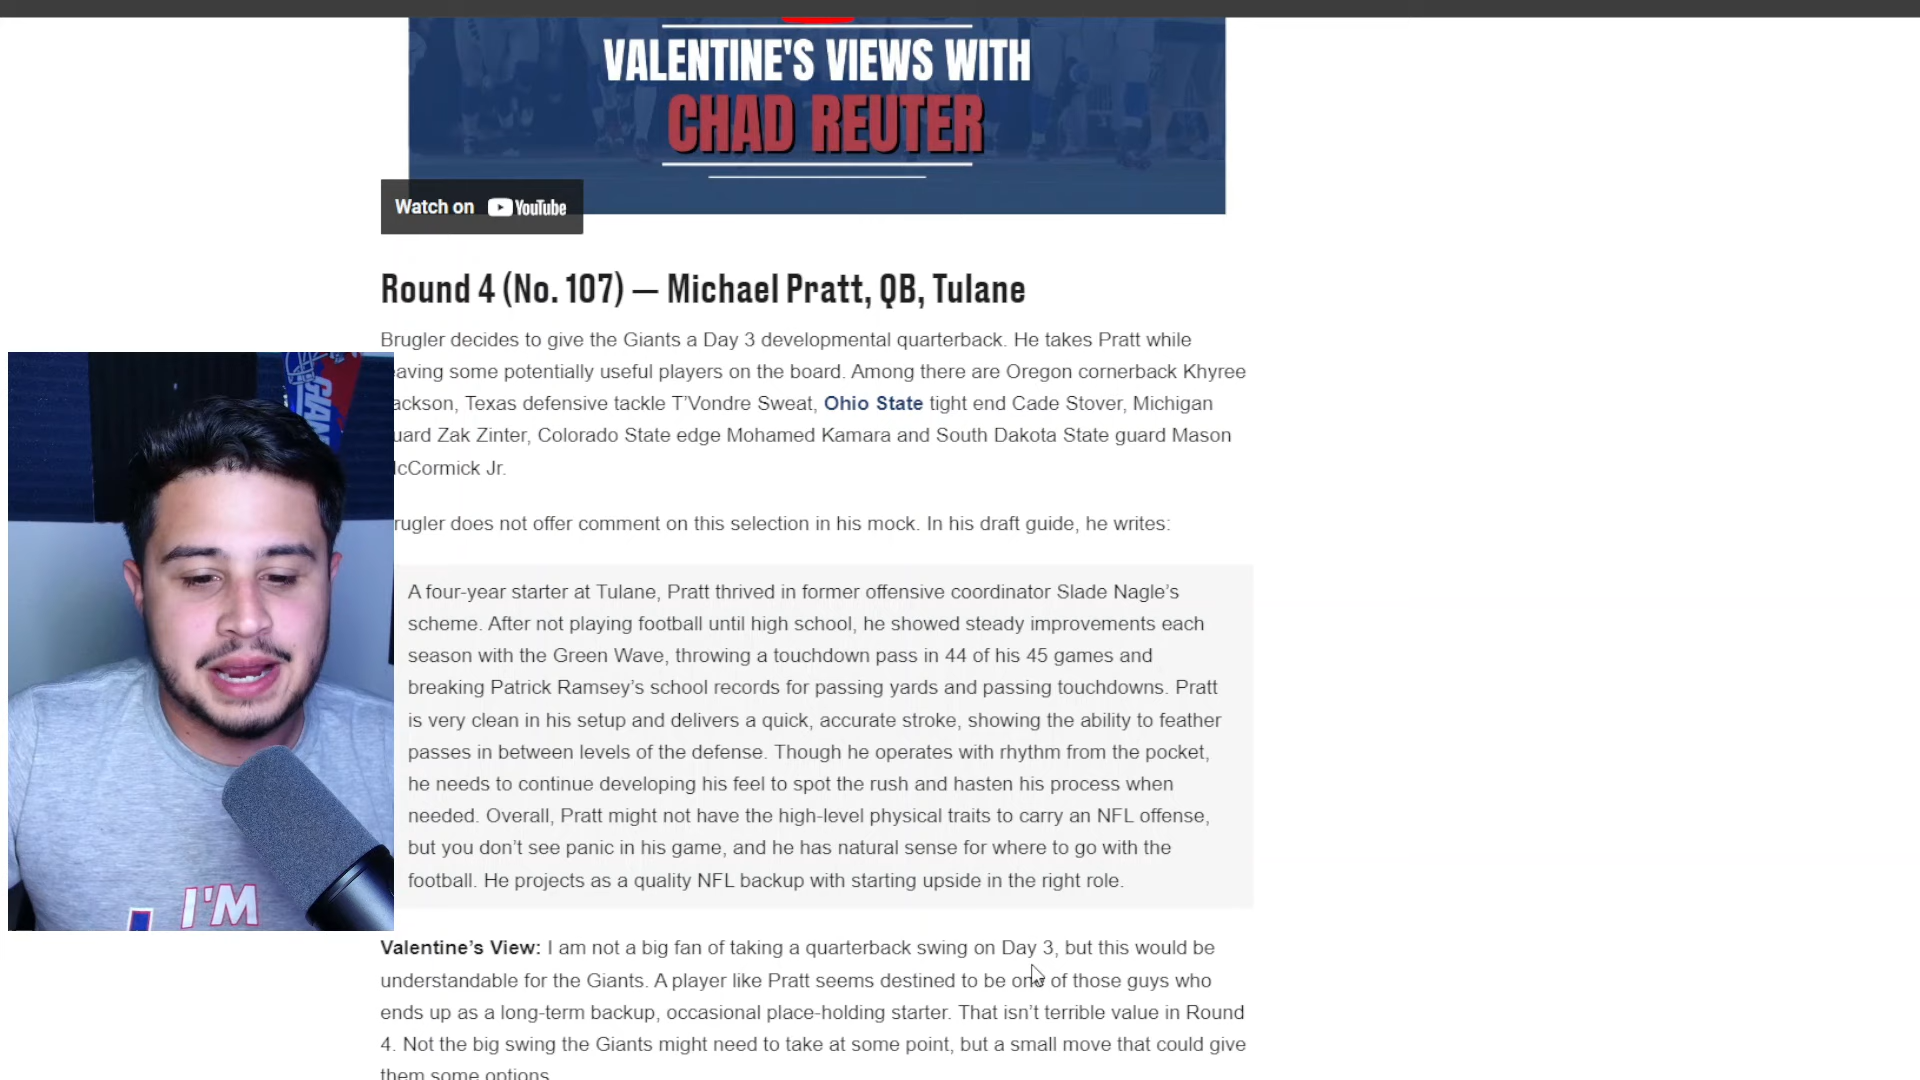 VALENTINE'S VIEWS WITH
CHAD REUTER
Watch on YouTube
Round 4 (No. 107) — Michael Pratt, QB, Tulane
Brugler decides to give the Giants a Day 3 developmental quarterback. He takes Pratt while
eaving some potentially useful players on the board. Among there are Oregon cornerback Khyree
ackson, Texas defensive tackle T'Vondre Sweat, Ohio State tight end Cade Stover, Michigan
uard Zak Zinter, Colorado State edge Mohamed Kamara and South Dakota State guard Mason
cCormick Jr.
rugler does not offer comment on this selection in his mock. In his draft guide, he writes:
A four-year starter at Tulane, Pratt thrived in former offensive coordinator Slade Nagle's
scheme. After not playing football until high school, he showed steady improvements each
season with the Green Wave, throwing a touchdown pass in 44 of his 45 games and
breaking Patrick Ramsey's school records for passing yards and passing touchdowns. Pratt
is very clean in his setup and delivers a quick, accurate stroke, showing the ability to feather
passes in between levels of the defense. Though he operates with rhythm from the pocket,
he needs to continue developing his feel to spot the rush and hasten his process when
needed. Overall, Pratt might not have the high-level physical traits to carry an NFL offense,
but you don't see panic in his game, and he has natural sense for where to go with the
football. He projects as a quality NFL backup with starting upside in the right role.
I'M
Valentine's View: I am not a big fan of taking a quarterback swing on Day 3, but this would be
understandable for the Giants. A player like Pratt seems destined to be one of those guys who
ends up as a long-term backup, occasional place-holding starter. That isn't terrible value in Round
4. Not the big swing the Giants might need to take at some point, but a small move that could give
them some options.